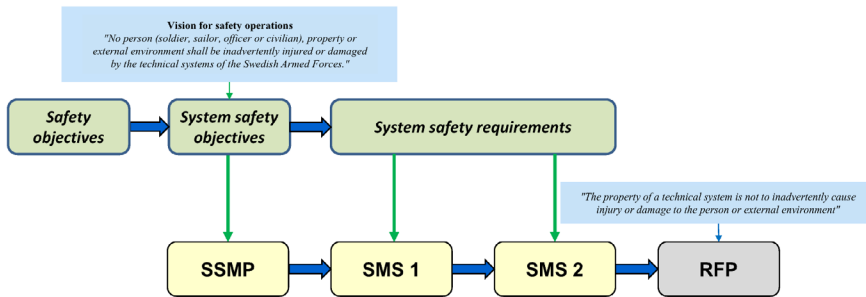 Vision for safety operations
"No person (soldier, sailor, officer or civilian), property or
external environment shall be inadvertently injured or damaged
by the technical systems of the Swedish Armed Forces."
Safety
objectives
System safety
objectives
System safety requirements
"The property of a technical system is not to inadvertently cause
injury or damage to the person or external environment"
SSMP
SMS 1
SMS 2
RFP